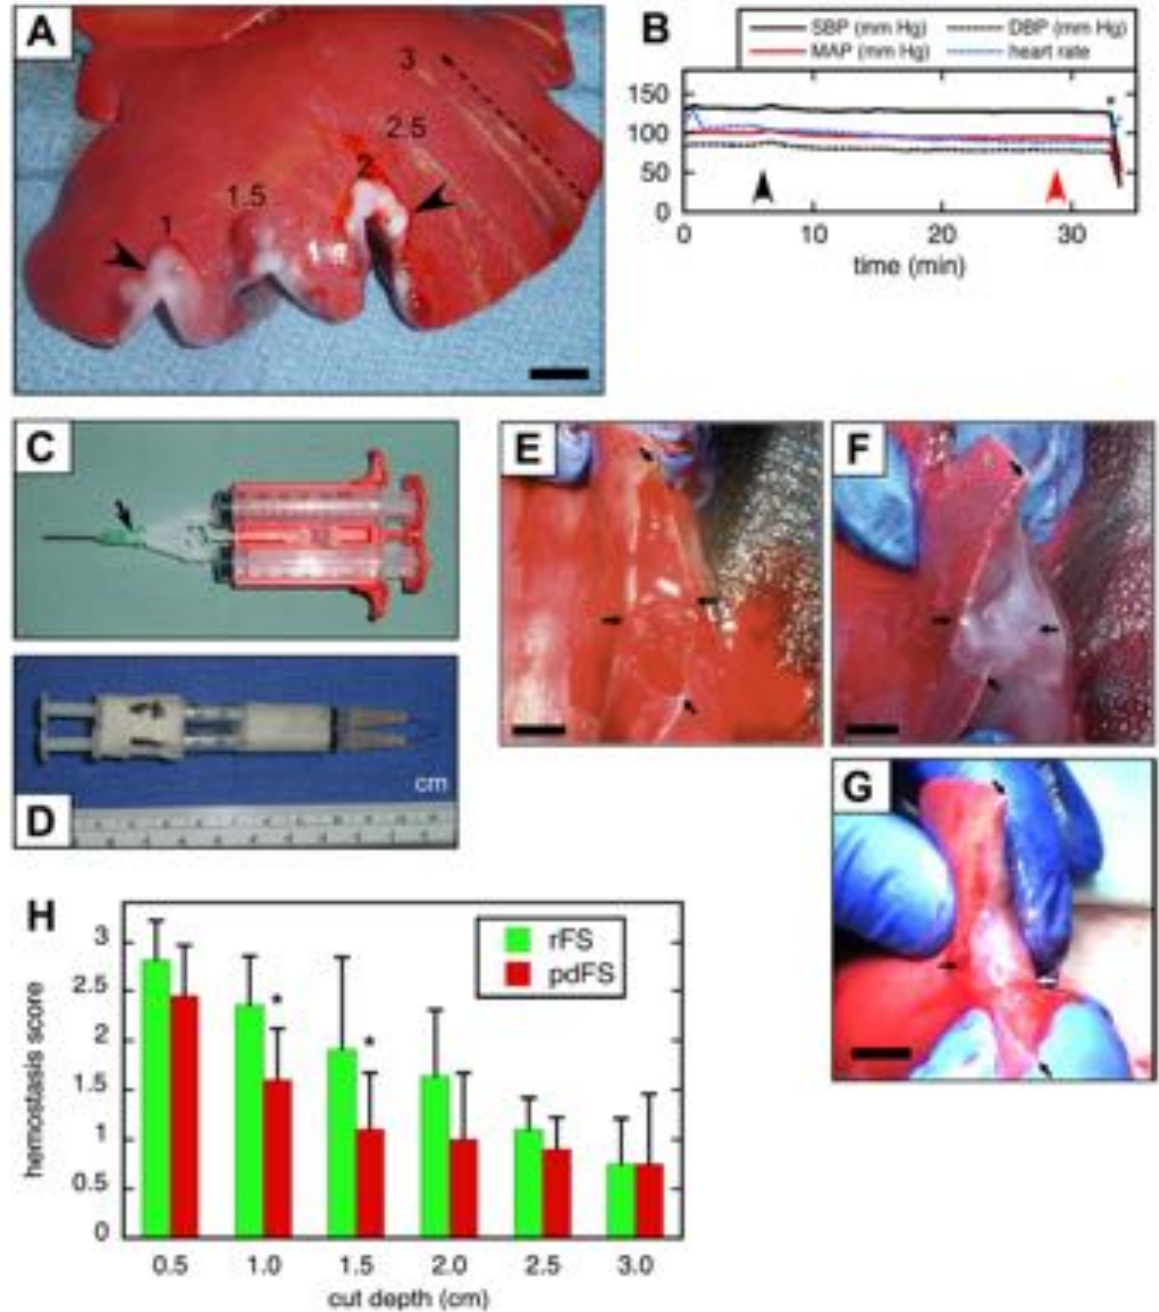 A
1
1.5
2
2.5
3
B
SBP (mm Hg) DBP (mm Hg)
MAP (mm Hg) heart rate
150
100
50
0
*
0 10 20 30
time (min)
C
D
cm
E
F
G
H
rFS
pdFS
hemostasis score
3
2.5
2
1.5
1
0.5
0
*
*
0.5 1.0 1.5 2.0 2.5 3.0
cut depth (cm)